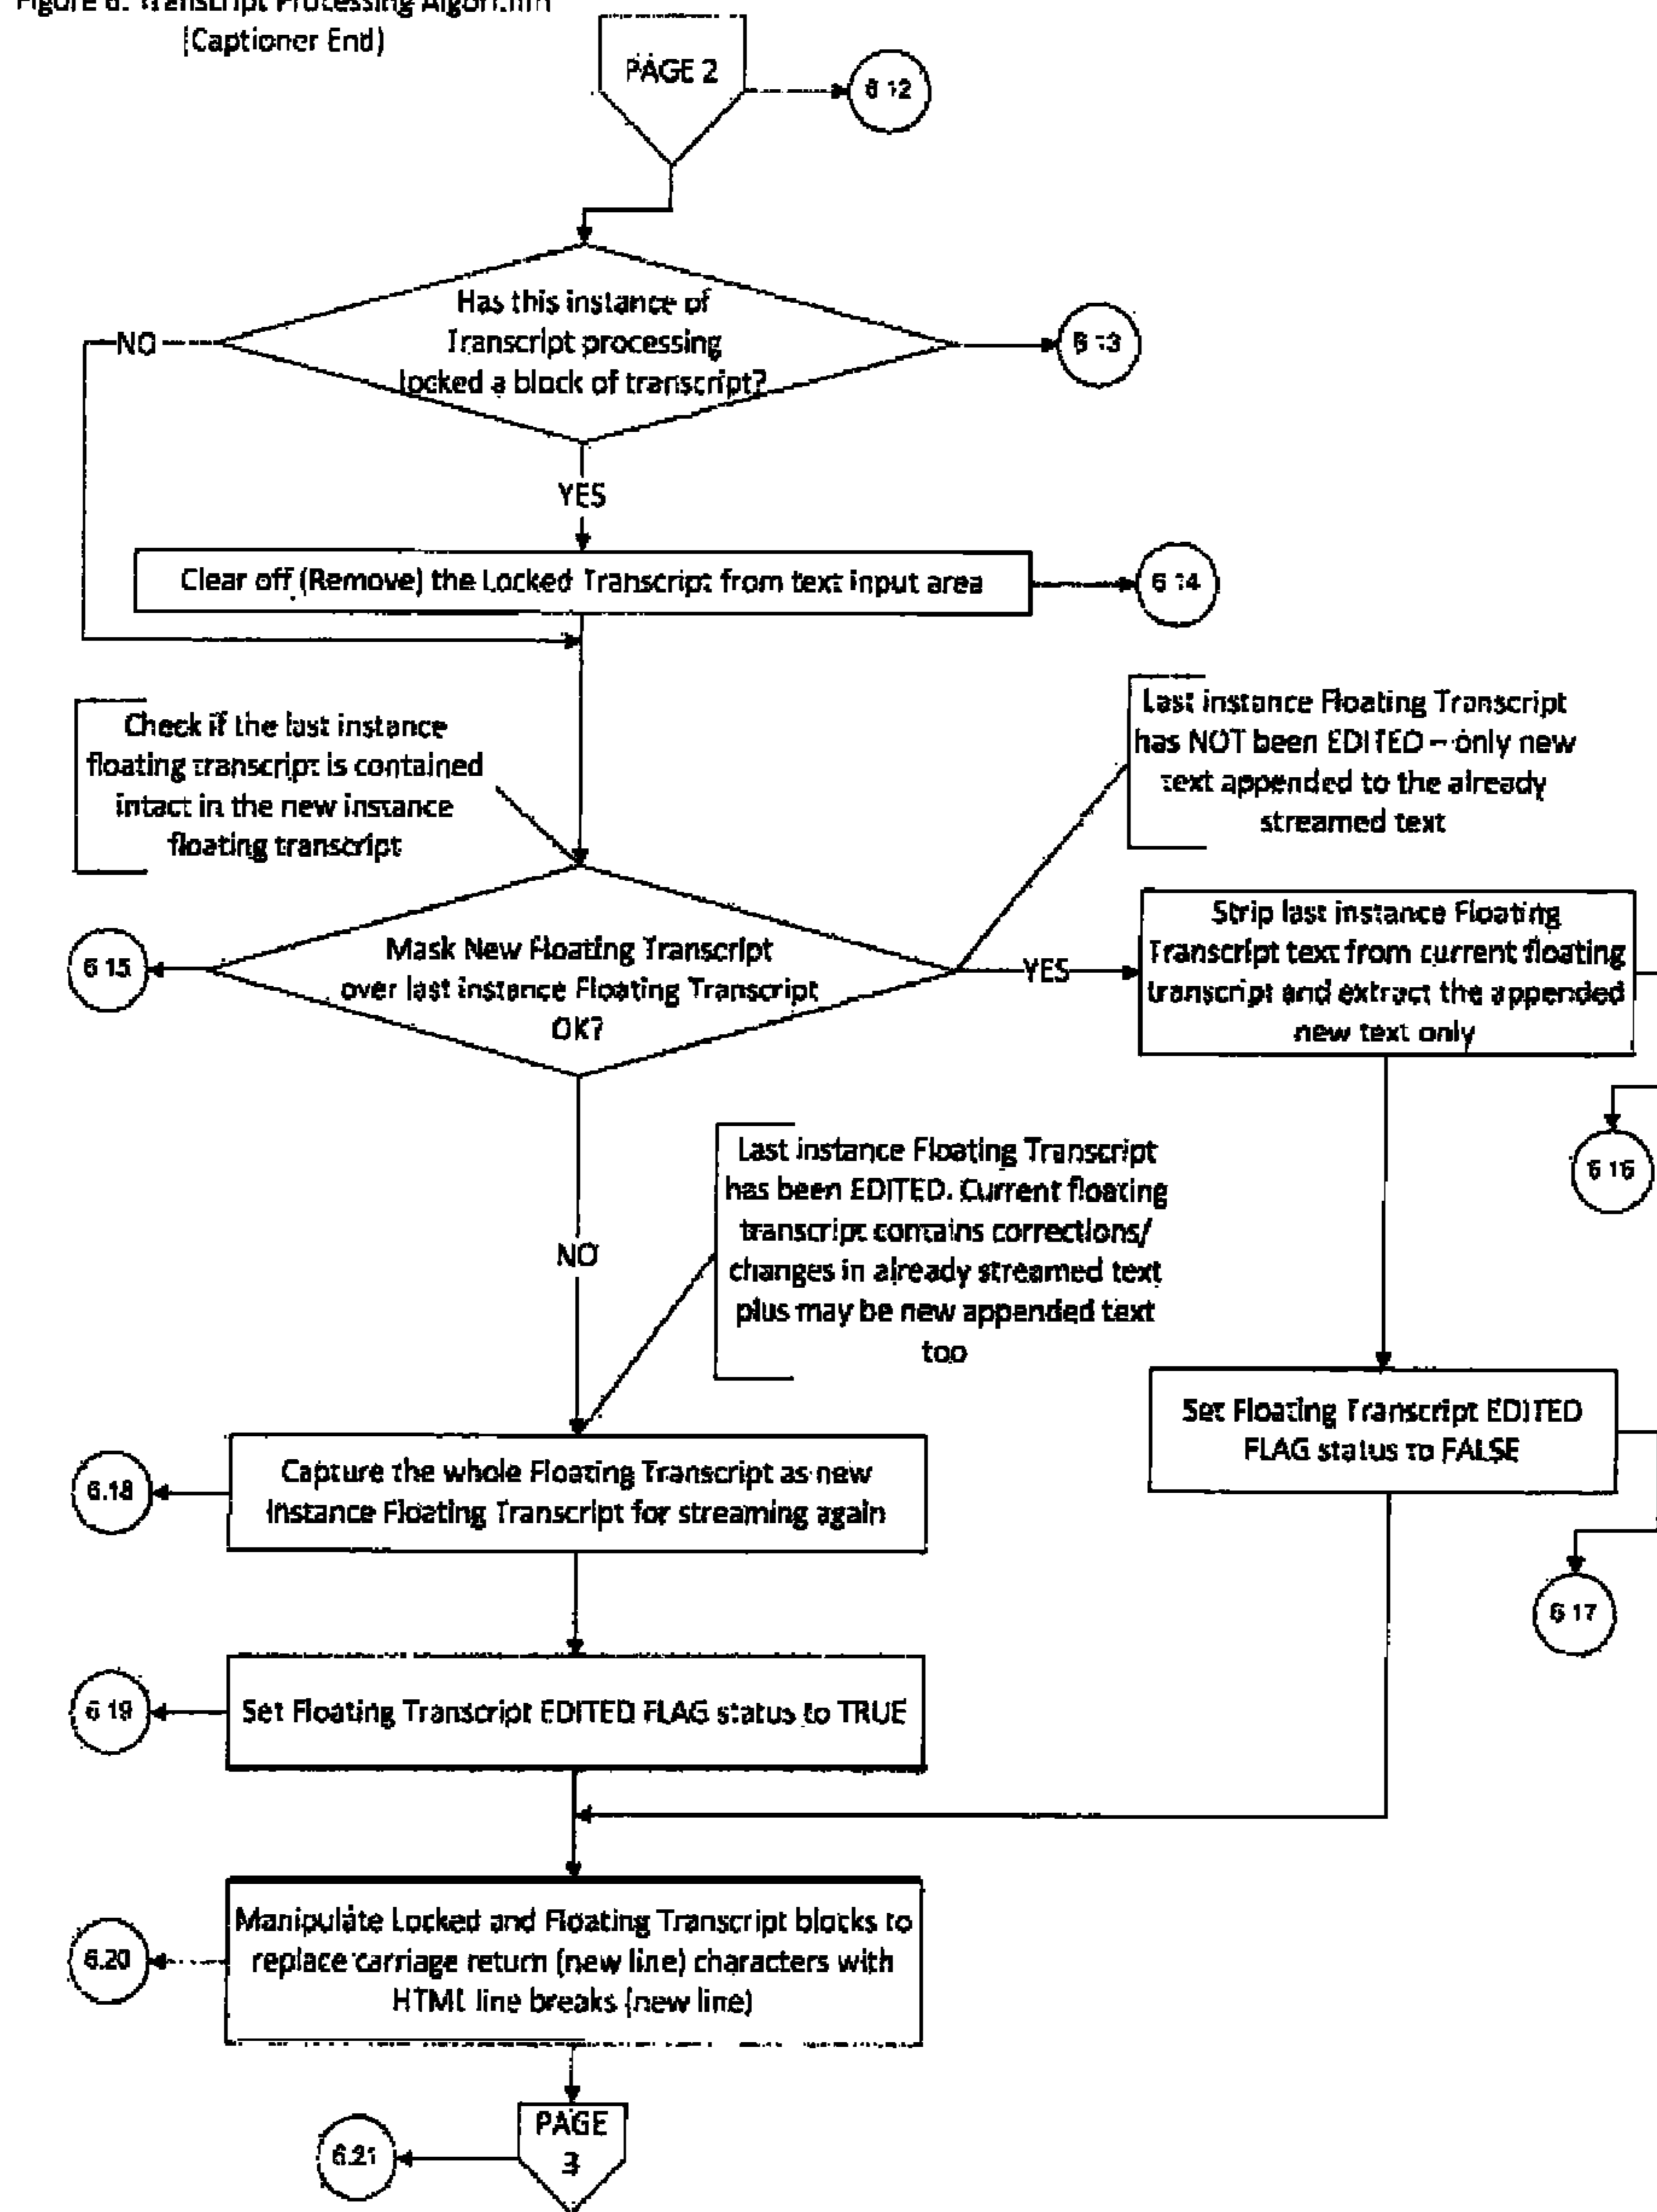 Figure 6: Transcript Processing Algorithm
(Captioner End)
PAGE 2
6 12
Has this instance of
Transcript processing
locked a block of transcript?
NO
6 13
YES
Clear off (Remove) the Locked Transcript from text input area
6 14
Check if the last instance
floating transcript is contained
intact in the new instance
floating transcript
Last instance Floating Transcript
has NOT been EDITED – only new
text appended to the already
streamed text
6 15
Mask New Floating Transcript
over last instance Floating Transcript
OK?
YES
Strip last instance Floating
Transcript text from current floating
transcript and extract the appended
new text only
6 16
NO
Last instance Floating Transcript
has been EDITED. Current floating
transcript contains corrections/
changes in already streamed text
plus may be new appended text
too
Set Floating Transcript EDITED
FLAG status to FALSE
6 17
6.18
Capture the whole Floating Transcript as new
instance Floating Transcript for streaming again
6 19
Set Floating Transcript EDITED FLAG status to TRUE
6.20
Manipulate Locked and Floating Transcript blocks to
replace carriage return (new line) characters with
HTML line breaks (new line)
PAGE
3
6.21